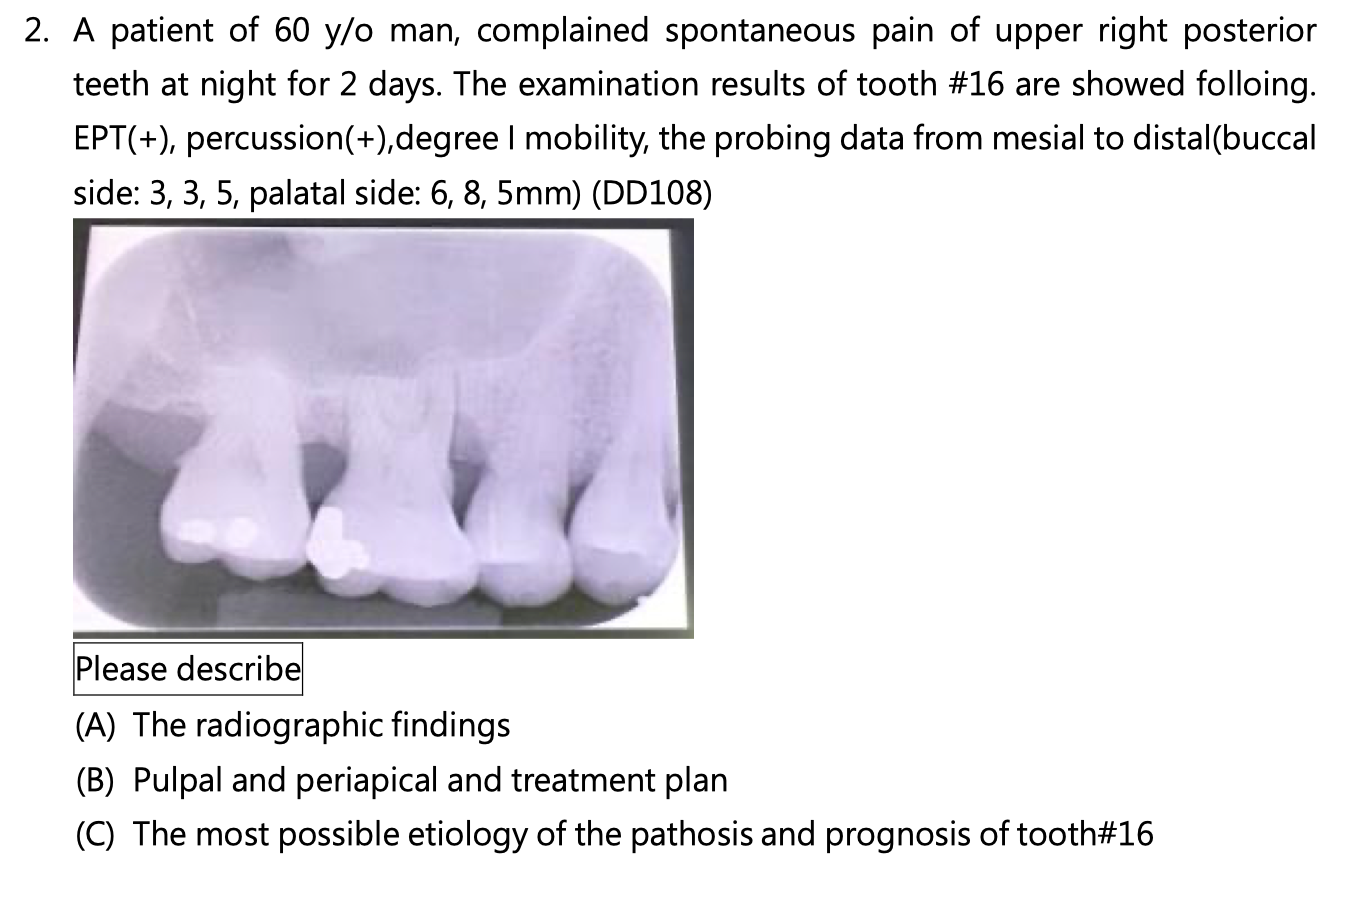 2. A patient of 60 y/o man, complained spontaneous pain of upper right posterior
teeth at night for 2 days. The examination results of tooth #16 are showed folloing.
EPT(+), percussion(+),degree I mobility, the probing data from mesial to distal(buccal
side: 3, 3, 5, palatal side: 6, 8, 5mm) (DD108)
Please describe
(A) The radiographic findings
(B) Pulpal and periapical and treatment plan
(C) The most possible etiology of the pathosis and prognosis of tooth#16